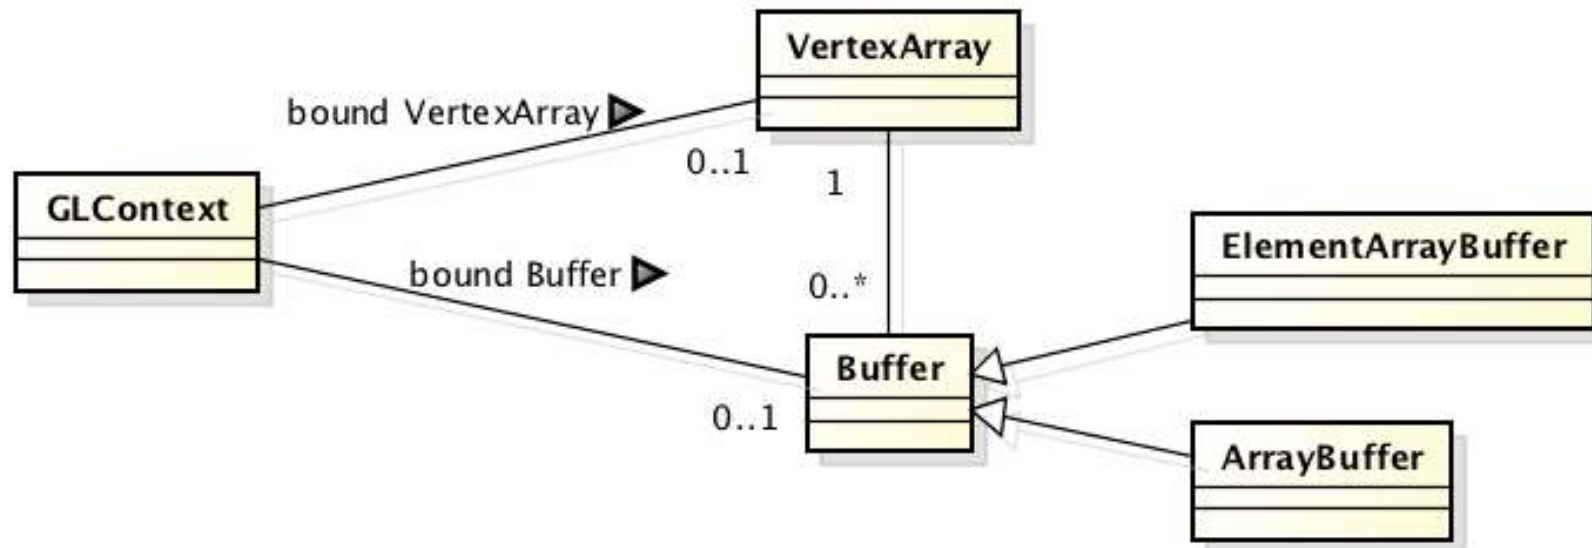 VertexArray
bound VertexArray
0..1
1
GLContext
ElementArrayBuffer
bound Buffer
0..*
Buffer
0..1
ArrayBuffer